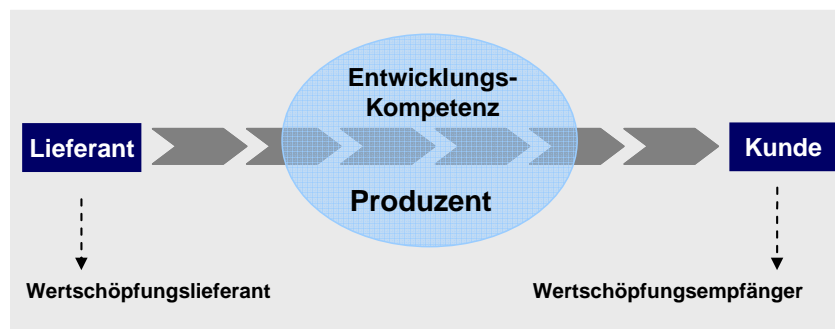 Entwicklungs-
Kompetenz
Lieferant
Kunde
Produzent
Wertschöpfungslieferant
Wertschöpfungsempfänger